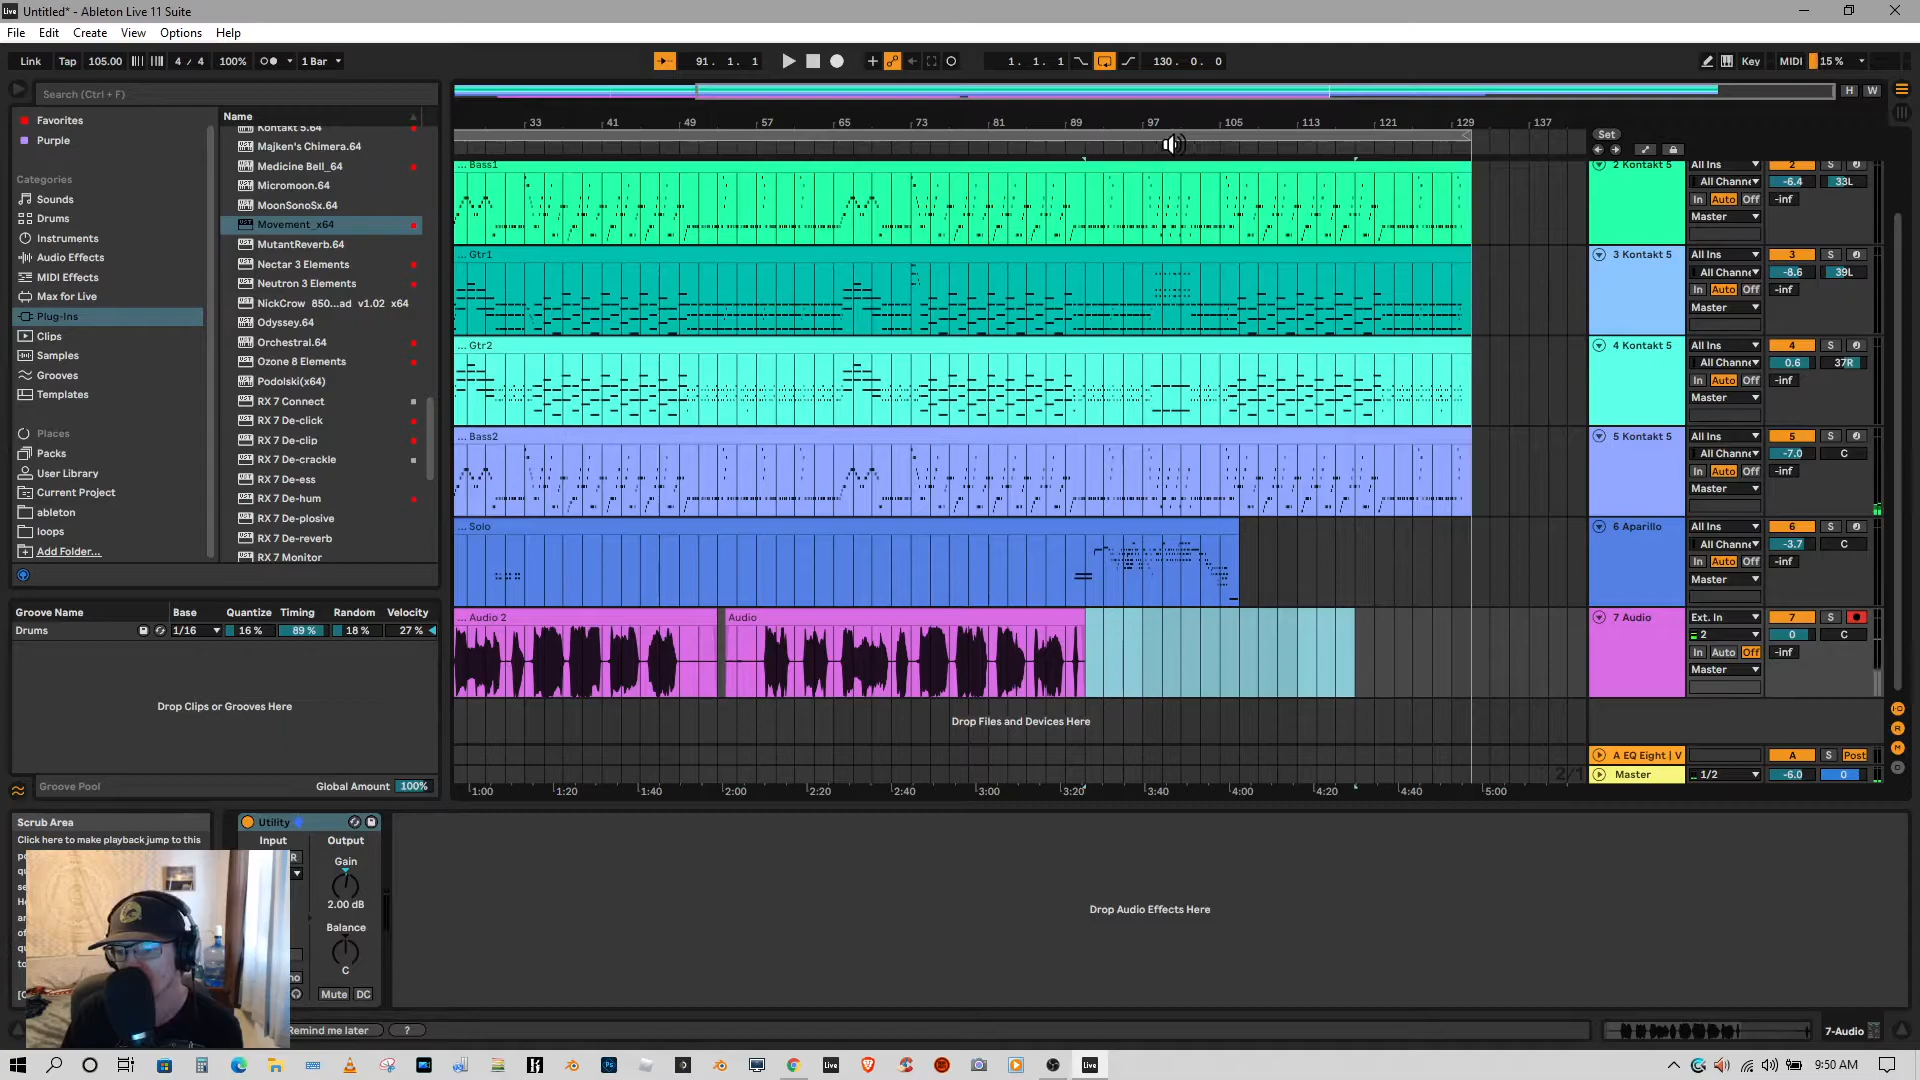 Untitled* - Ableton Live 11 Suite
File Edit Create View Options Help
Link Tap 105.00 4 / 4 100% 1 Bar 91. 1. 1 1. 1. 1 130. 0. 0 Key MIDI 15 %
Search (Ctrl + F)
H W
Favorites
Purple
Categories
Sounds
Drums
Instruments
Audio Effects
MIDI Effects
Max for Live
Plug-Ins
Clips
Samples
Grooves
Templates
Places
Packs
User Library
Current Project
ableton
loops
Add Folder...
Name
Kontakt 5.64
Majken's Chimera.64
Medicine Bell_64
Micromoon.64
MoonSonoSx.64
Movement_x64
MutantReverb.64
Nectar 3 Elements
Neutron 3 Elements
NickCrow_850...ad_v1.02_x64
Odyssey.64
Orchestral.64
Ozone 8 Elements
Podolski(x64)
RX 7 Connect
RX 7 De-click
RX 7 De-clip
RX 7 De-crackle
RX 7 De-ess
RX 7 De-hum
RX 7 De-plosive
RX 7 De-reverb
RX 7 Monitor
33 41 49 57 65 73 81 89 97 105 113 121 129 137
Set
... Bass1
... Gtr1
... Gtr2
... Bass2
... Solo
... Audio 2 Audio
Drop Files and Devices Here
2/1
1:00 1:20 1:40 2:00 2:20 2:40 3:00 3:20 3:40 4:00 4:20 4:40 5:00
2 Kontakt 5 All Ins 2 S
All Channe -6.4 33L
In Auto Off -inf
Master
3 Kontakt 5 All Ins 3 S
All Channe -8.6 39L
In Auto Off -inf
Master
4 Kontakt 5 All Ins 4 S
All Channe 0.6 37R
In Auto Off -inf
Master
5 Kontakt 5 All Ins 5 S
All Channe -7.0 C
In Auto Off -inf
Master
6 Aparillo All Ins 6 S
All Channe -3.7 C
In Auto Off -inf
Master
7 Audio Ext. In 7 S
2 0 C
In Auto Off -inf
Master
A EQ Eight | V A S Post
Master 1/2 -6.0 0
Groove Name Base Quantize Timing Random Velocity
Drums 1/16 16 % 89 % 18 % 27 %
Drop Clips or Grooves Here
Groove Pool Global Amount 100%
Scrub Area
Click here to make playback jump to this
Utility
Input Output
Gain
2.00 dB
Balance
C
Mute DC
Drop Audio Effects Here
Remind me later ?
7-Audio
9:50 AM